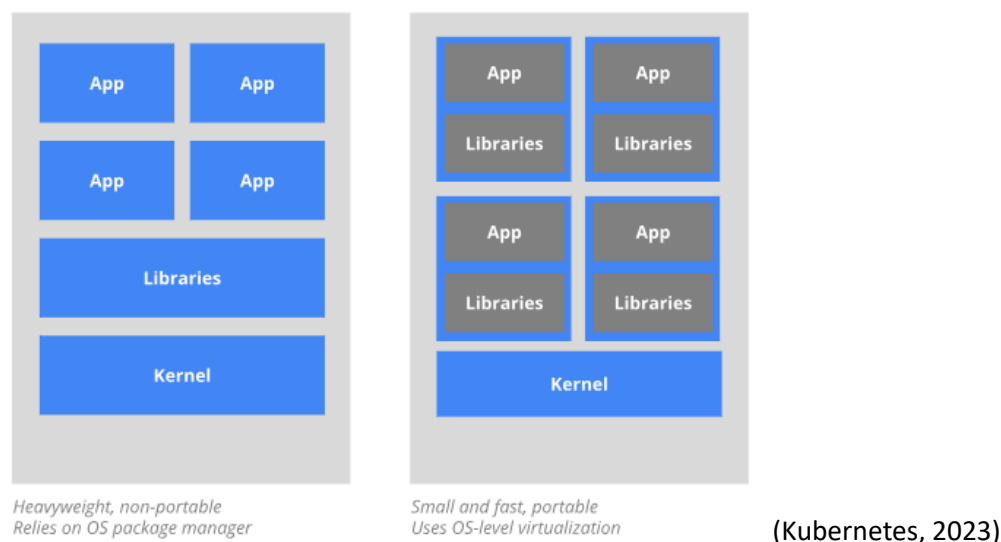 App App
App App
Libraries
Kernel
Heavyweight, non-portable
Relies on OS package manager
App App
Libraries Libraries
App App
Libraries Libraries
Kernel
Small and fast, portable
Uses OS-level virtualization
(Kubernetes, 2023)